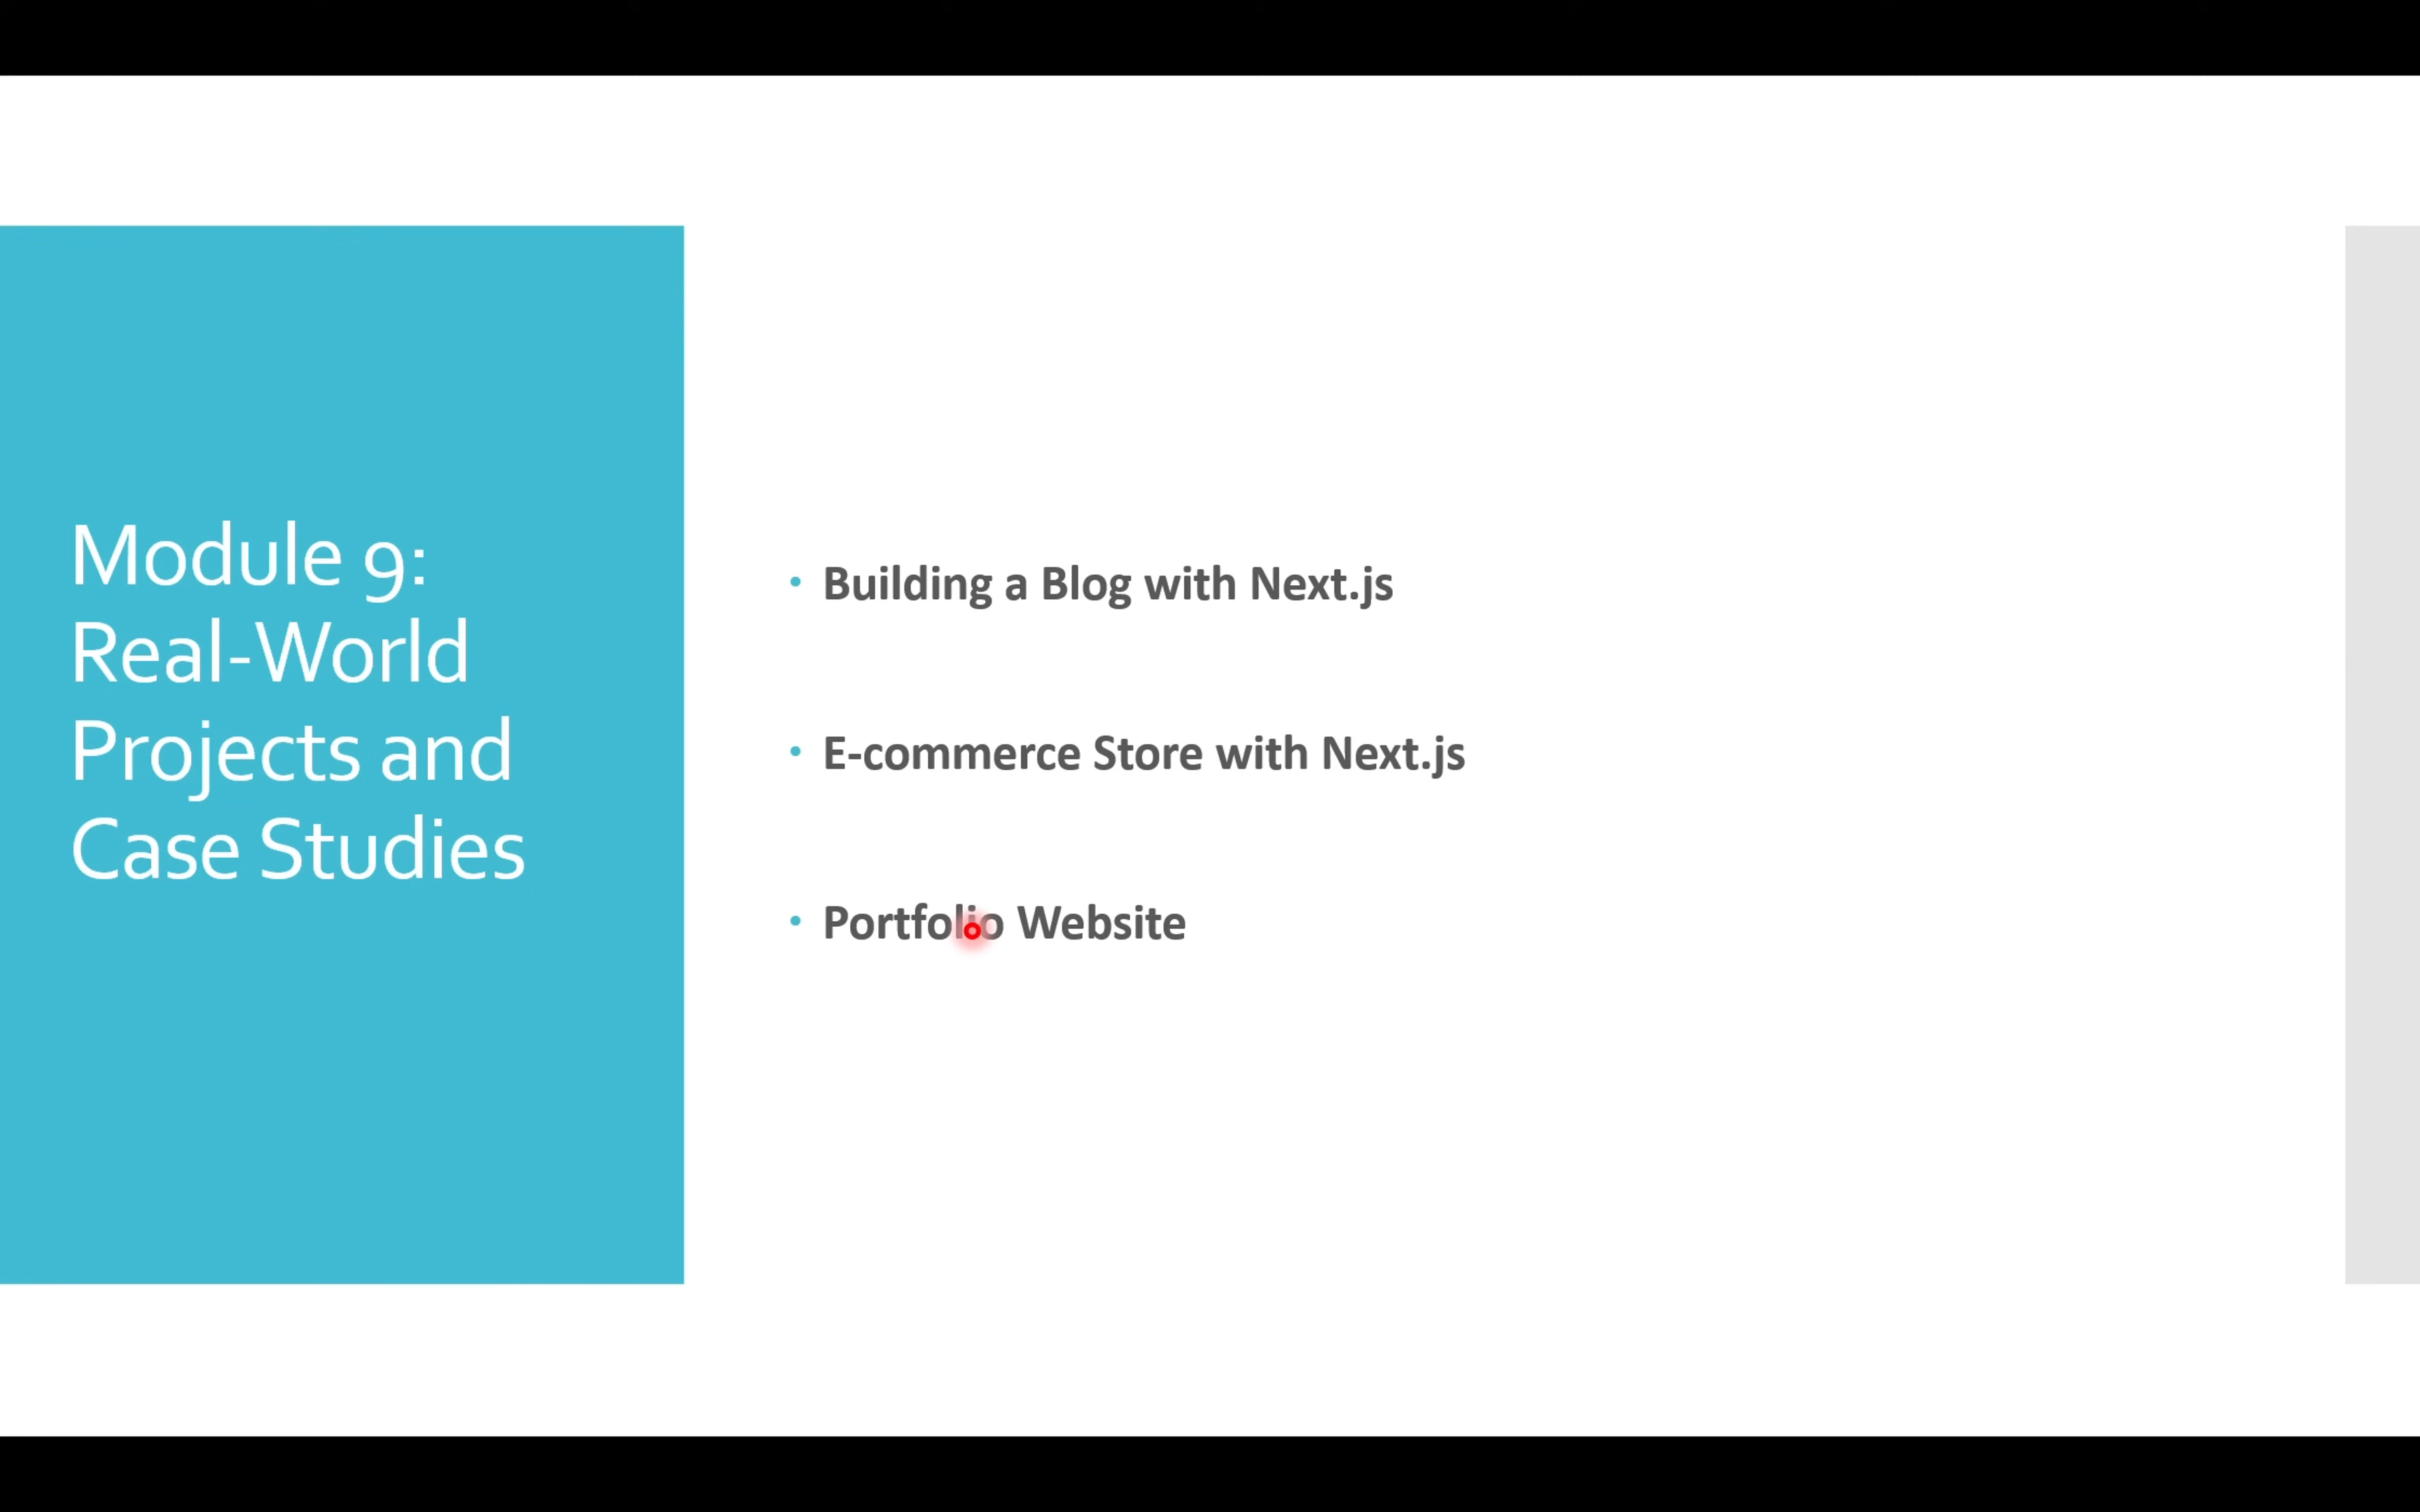 Module 9:
Real-World
Projects and
Case Studies
• Building a Blog with Next.js
• E-commerce Store with Next.js
• Portfolio Website